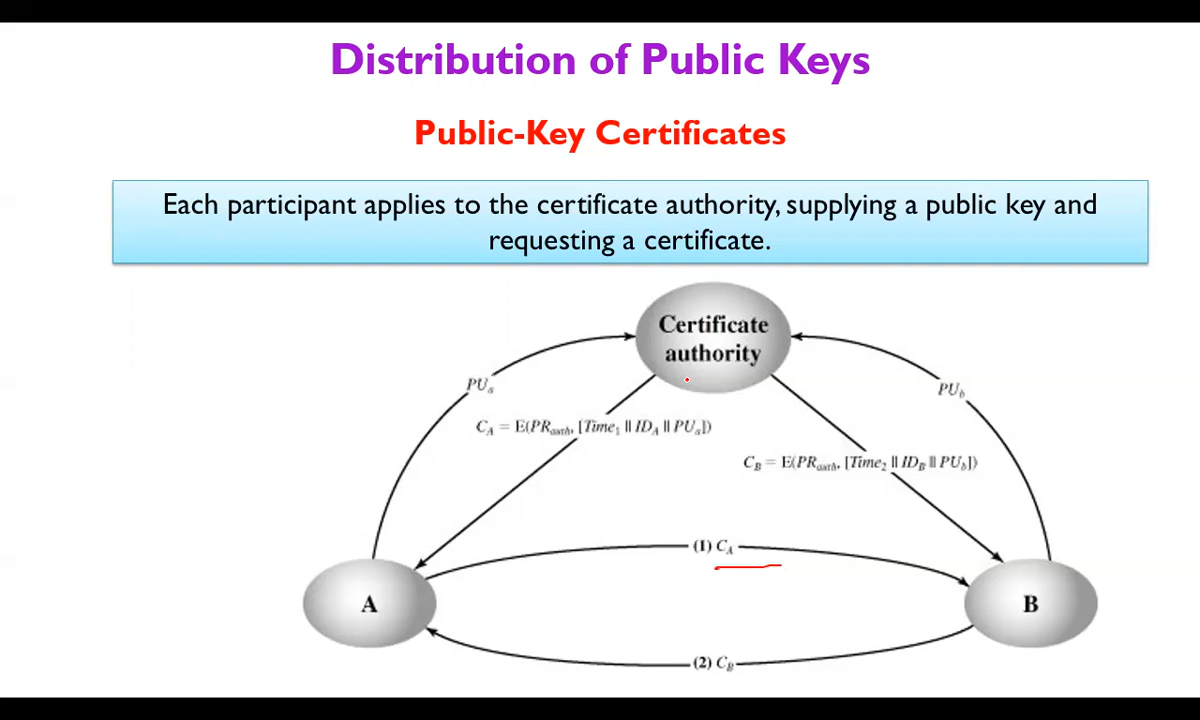 Distribution of Public Keys
Public-Key Certificates
Each participant applies to the certificate authority, supplying a public key and
requesting a certificate.
Certificate
authority
PUa
PUb
CA = E(PRauth, [Time1 || IDA || PUa])
CB = E(PRauth, [Time2 || IDB || PUb])
(1) CA
A
B
(2) CB